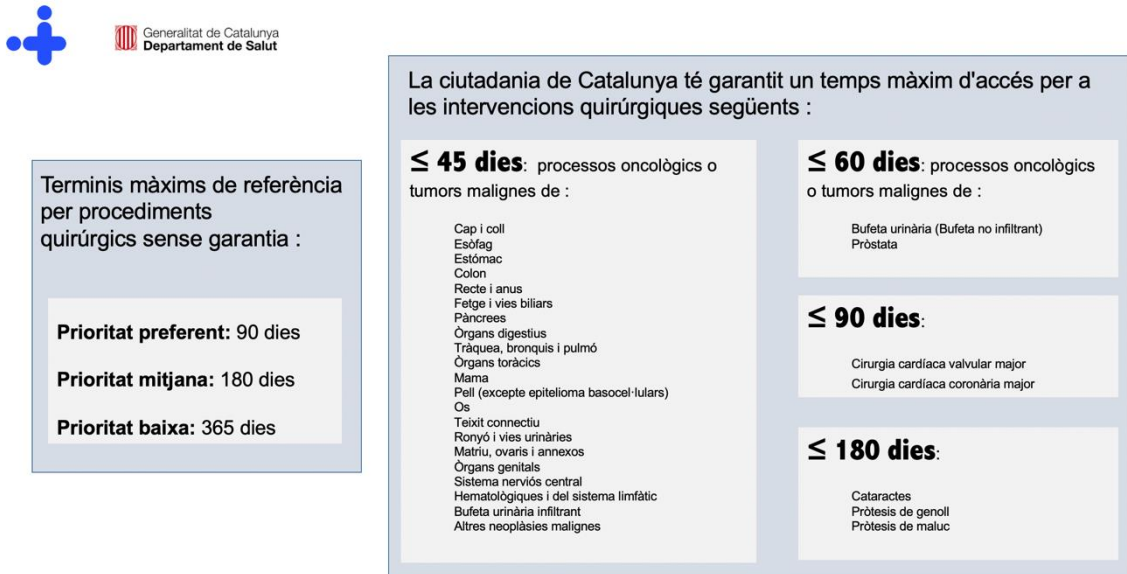 Generalitat de Catalunya
Departament de Salut
Terminis màxims de referència
per procediments
quirúrgics sense garantia :
Prioritat preferent: 90 dies
Prioritat mitjana: 180 dies
Prioritat baixa: 365 dies
La ciutadania de Catalunya té garantit un temps màxim d'accés per a
les intervencions quirúrgiques següents :
≤ 45 dies: processos oncològics o
tumors malignes de :
Cap i coll
Esòfag
Estómac
Colon
Recte i anus
Fetge i vies biliars
Pàncrees
Òrgans digestius
Tràquea, bronquis i pulmó
Òrgans toràcics
Mama
Pell (excepte epitelioma basocel·lulars)
Os
Teixit connectiu
Ronyó i vies urinàries
Matriu, ovaris i annexos
Òrgans genitals
Sistema nerviós central
Hematològiques i del sistema limfàtic
Bufeta urinària infiltrant
Altres neoplàsies malignes
≤ 60 dies: processos oncològics
o tumors malignes de :
Bufeta urinària (Bufeta no infiltrant)
Pròstata
≤ 90 dies:
Cirurgia cardíaca valvular major
Cirurgia cardíaca coronària major
≤ 180 dies:
Cataractes
Pròtesis de genoll
Pròtesis de maluc